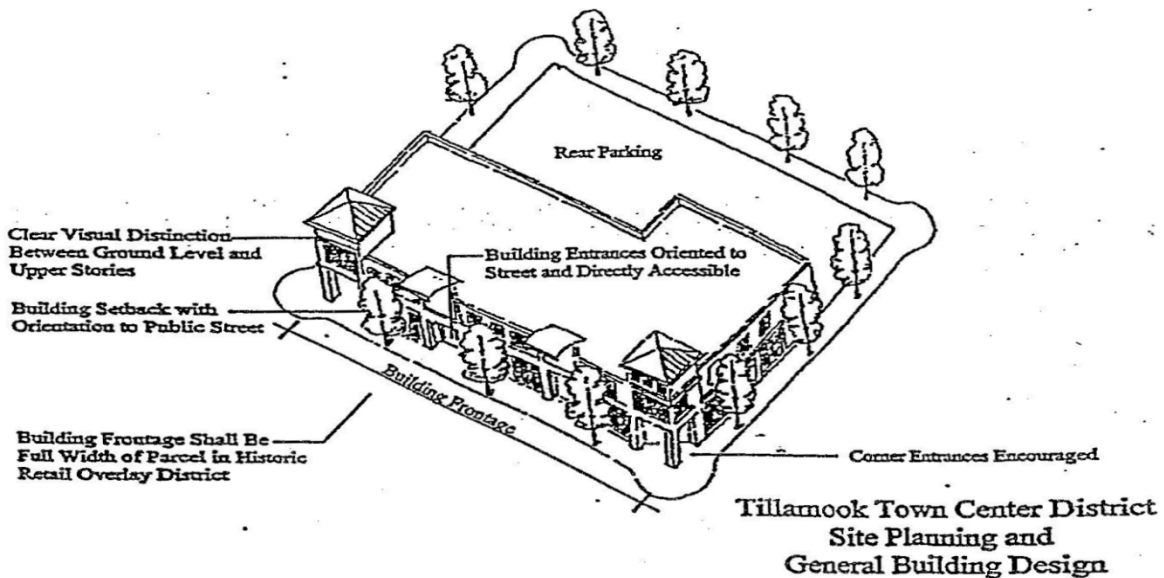 Rear Parking
Clear Visual Distinction
Between Ground Level and
Upper Stories
Building Entrances Oriented to
Street and Directly Accessible
Building Setback with
Orientation to Public Street
Building Frontage
Building Frontage Shall Be
Full Width of Parcel in Historic
Retail Overlay District
Corner Entrances Encouraged
Tillamook Town Center District
Site Planning and
General Building Design